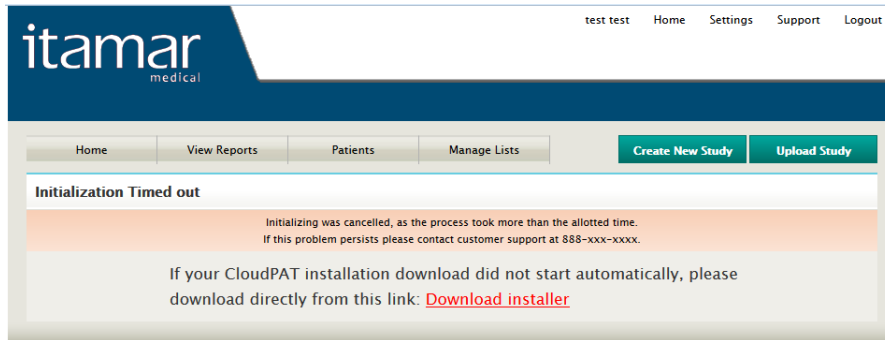 itamar
medical
test test Home Settings Support Logout
Home View Reports Patients Manage Lists Create New Study Upload Study
Initialization Timed out
Initializing was cancelled, as the process took more than the allotted time.
If this problem persists please contact customer support at 888-xxx-xxxx.
If your CloudPAT installation download did not start automatically, please
download directly from this link: Download installer